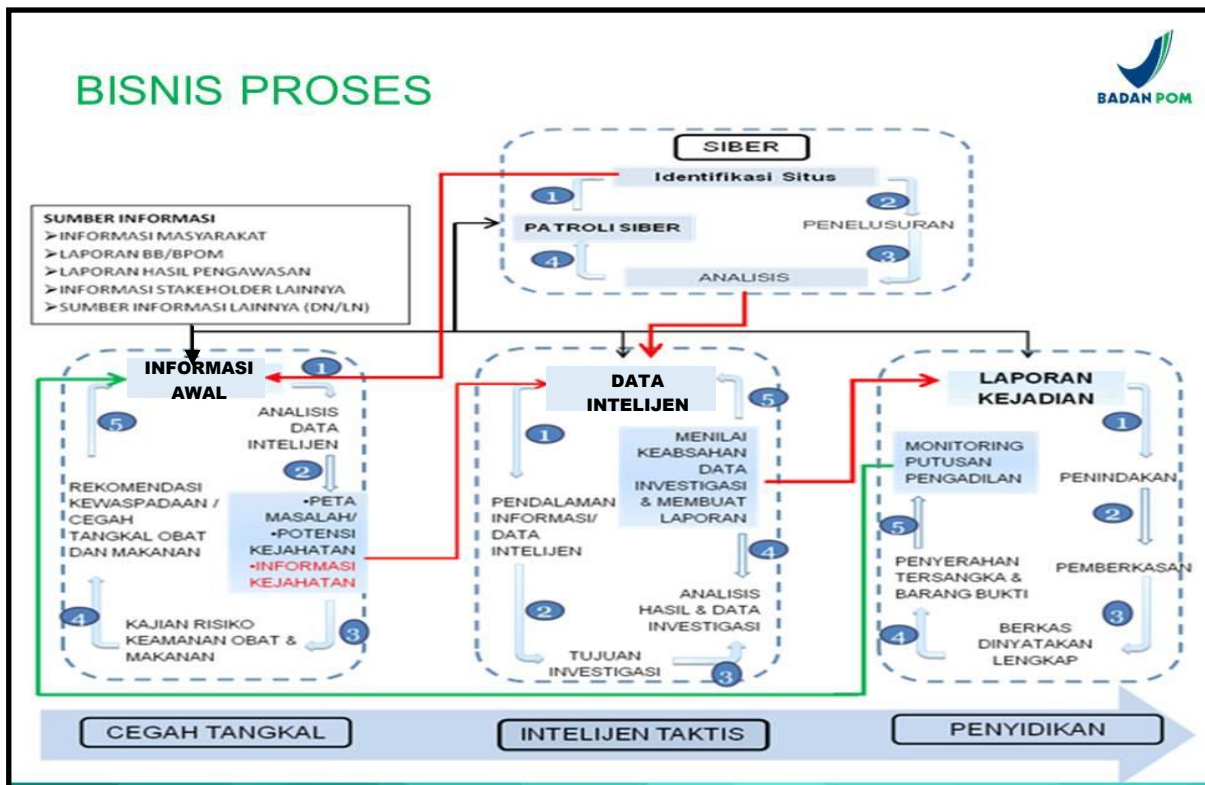 BISNIS PROSES
BADAN POM
SIBER
Identifikasi Situs
1
2
PATROLI SIBER
PENELUSURAN
4
3
ANALISIS
SUMBER INFORMASI
➢INFORMASI MASYARAKAT
➢LAPORAN BB/BPOM
➢LAPORAN HASIL PENGAWASAN
➢INFORMASI STAKEHOLDER LAINNYA
➢SUMBER INFORMASI LAINNYA (DN/LN)
INFORMASI
AWAL
1
ANALISIS
DATA
INTELIJEN
2
•PETA
MASALAH/
•POTENSI
KEJAHATAN
•INFORMASI
KEJAHATAN
3
KAJIAN RISIKO
KEAMANAN OBAT &
MAKANAN
4
REKOMENDASI
KEWASPADAAN /
CEGAH
TANGKAL OBAT
DAN MAKANAN
5
DATA
INTELIJEN
1
PENDALAMAN
INFORMASI/
DATA
INTELIJEN
2
TUJUAN
INVESTIGASI
3
ANALISIS
HASIL & DATA
INVESTIGASI
4
MENILAI
KEABSAHAN
DATA
INVESTIGASI
& MEMBUAT
LAPORAN
5
LAPORAN
KEJADIAN
1
PENINDAKAN
2
PEMBERKASAN
3
BERKAS
DINYATAKAN
LENGKAP
4
PENYERAHAN
TERSANGKA &
BARANG BUKTI
5
MONITORING
PUTUSAN
PENGADILAN
CEGAH TANGKAL
INTELIJEN TAKTIS
PENYIDIKAN